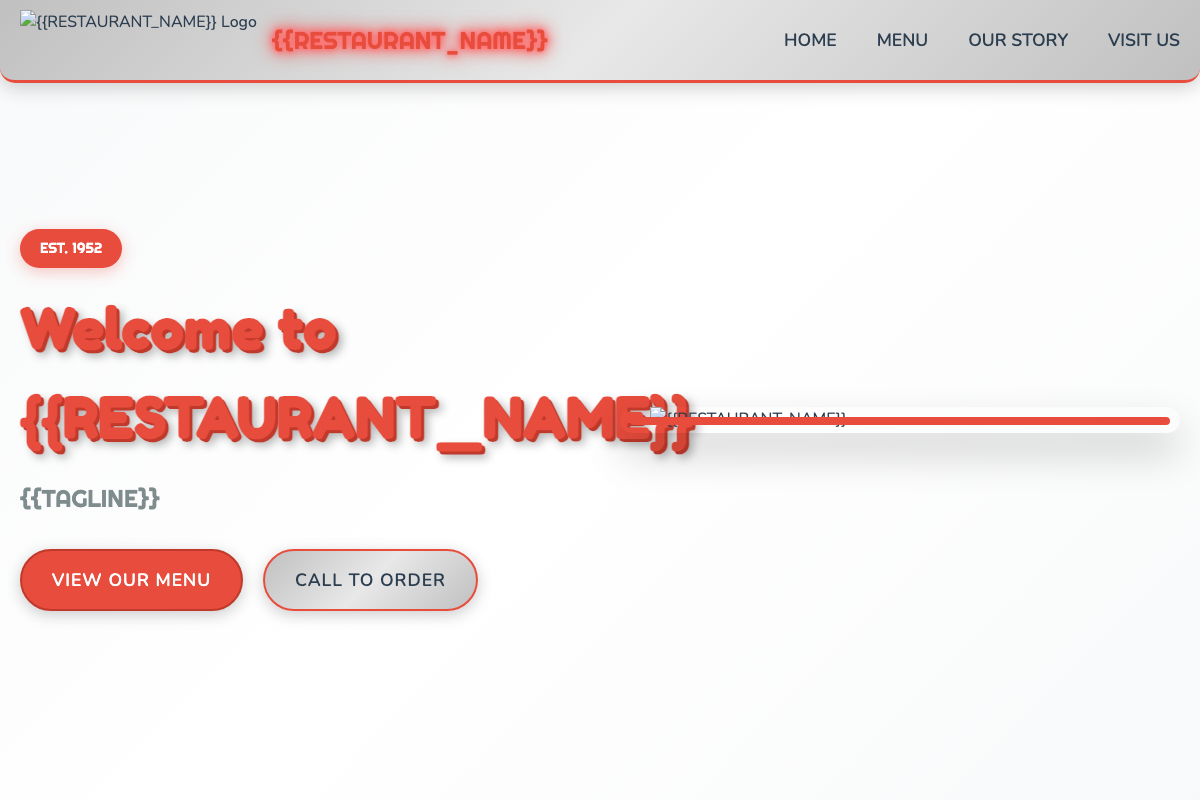 {{RESTAURANT_NAME}} Logo
{{RESTAURANT_NAME}}
HOME
MENU
OUR STORY
VISIT US
EST. 1952
Welcome to
{{RESTAURANT_NAME}}
{{RESTAURANT_NAME}}
{{TAGLINE}}
VIEW OUR MENU
CALL TO ORDER